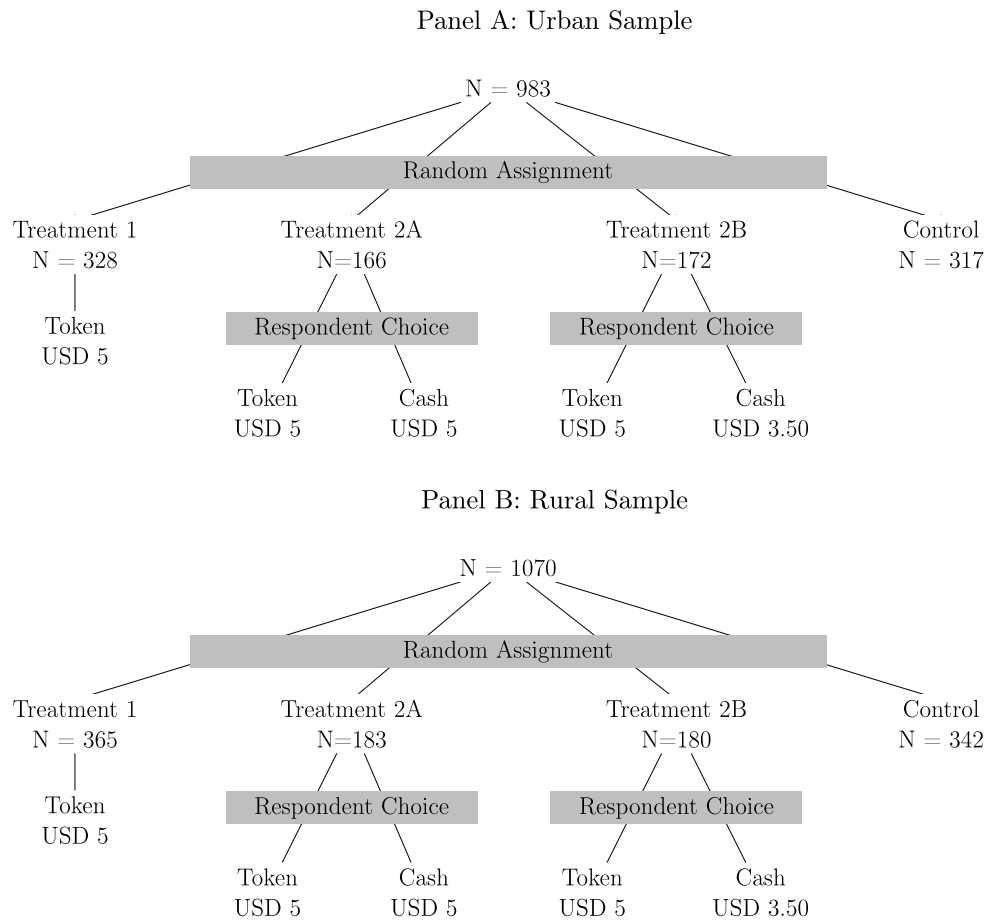 Panel A: Urban Sample
N = 983
Random Assignment
Treatment 1
N = 328
Treatment 2A
N=166
Treatment 2B
N=172
Control
N = 317
Token
USD 5
Respondent Choice
Respondent Choice
Token
USD 5
Cash
USD 5
Token
USD 5
Cash
USD 3.50
Panel B: Rural Sample
N = 1070
Random Assignment
Treatment 1
N = 365
Treatment 2A
N=183
Treatment 2B
N=180
Control
N = 342
Token
USD 5
Respondent Choice
Respondent Choice
Token
USD 5
Cash
USD 5
Token
USD 5
Cash
USD 3.50